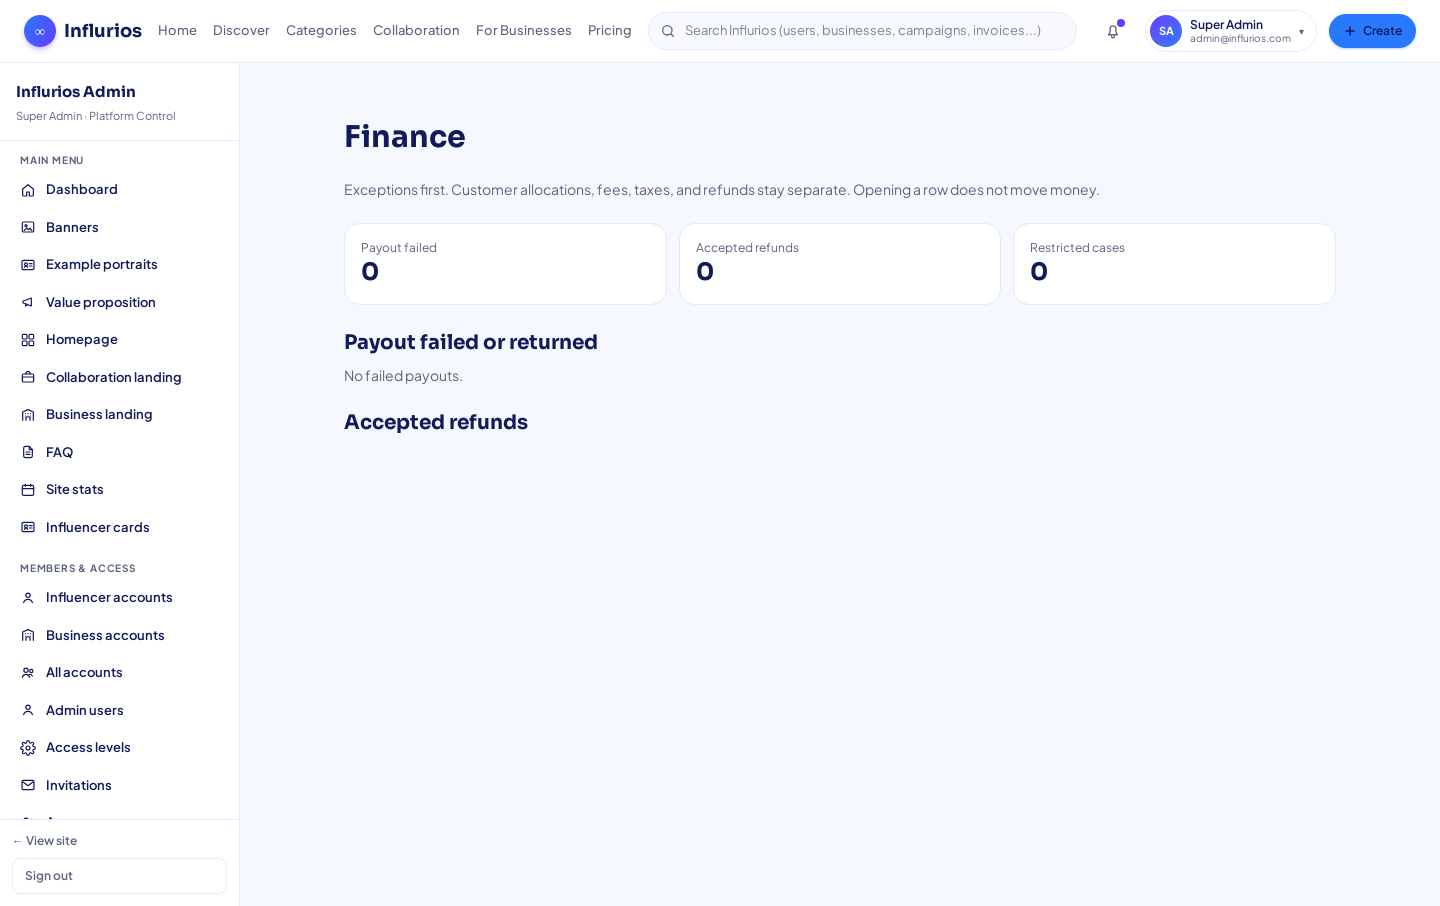 ∞ Influrios Home Discover Categories Collaboration For Businesses Pricing Search Influrios (users, businesses, campaigns, invoices...) SA Super Admin ▾ + Create
admin@influrios.com
Influrios Admin
Super Admin · Platform Control
MAIN MENU
Dashboard
Banners
Example portraits
Value proposition
Homepage
Collaboration landing
Business landing
FAQ
Site stats
Influencer cards
MEMBERS & ACCESS
Influencer accounts
Business accounts
All accounts
Admin users
Access levels
Invitations
← View site
Sign out
Finance
Exceptions first. Customer allocations, fees, taxes, and refunds stay separate. Opening a row does not move money.
Payout failed
0
Accepted refunds
0
Restricted cases
0
Payout failed or returned
No failed payouts.
Accepted refunds